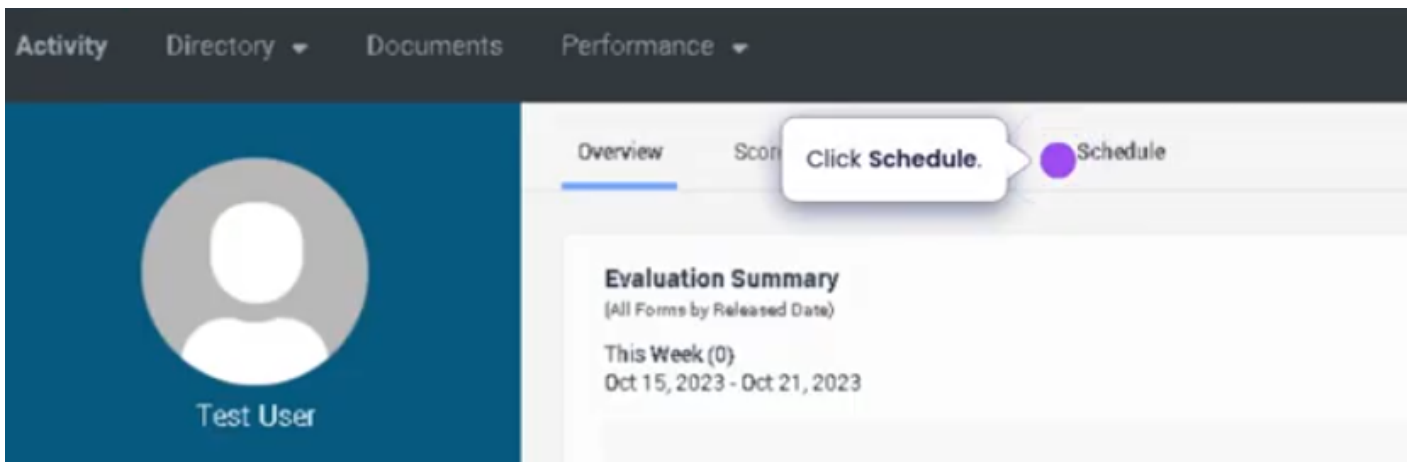 Activity Directory Documents Performance
Overview Scor Click Schedule. Schedule
Evaluation Summary
(All Forms by Released Date)
This Week (0)
Oct 15, 2023 - Oct 21, 2023
Test User